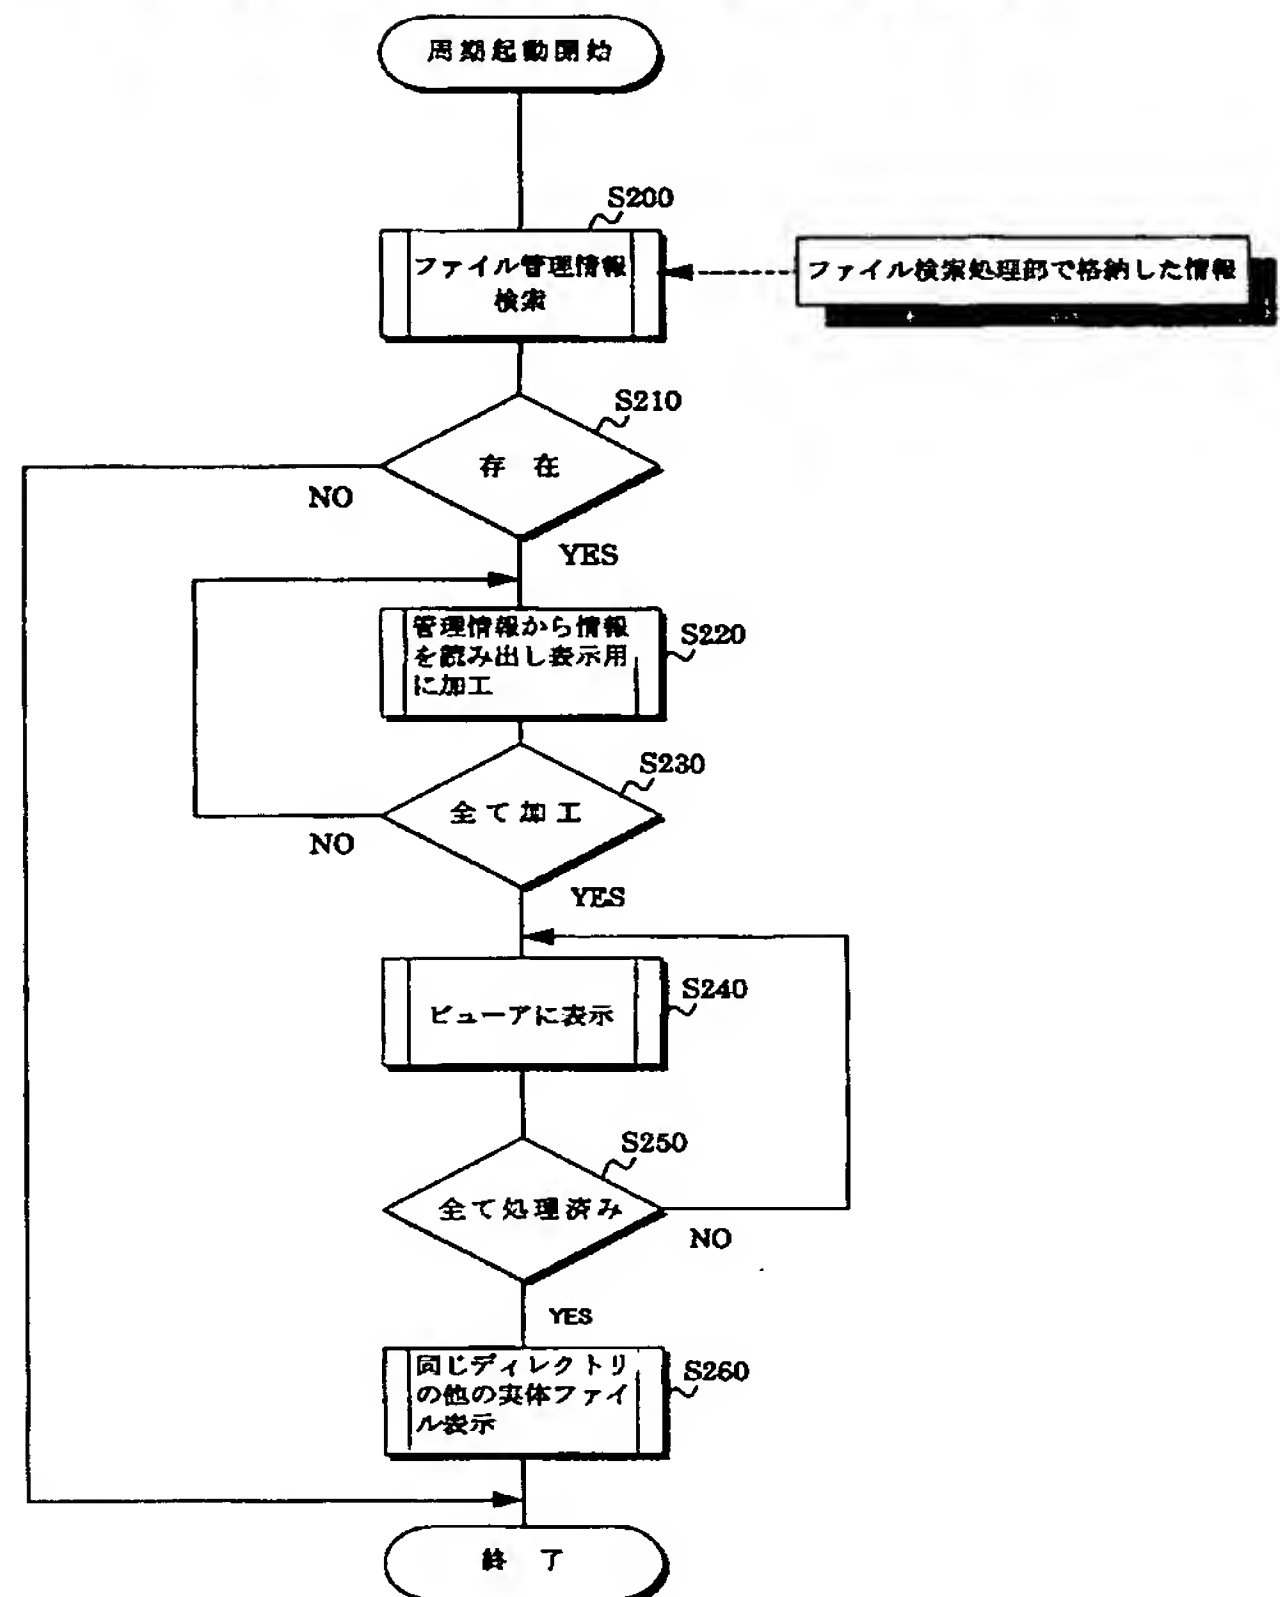 周期起動開始
S200
ファイル管理情報
検索
ファイル検索処理部で格納した情報
S210
存在
NO
YES
管理情報から情報
を読み出し表示用
に加工
S220
S230
全て加工
NO
YES
ビューアに表示
S240
S250
全て処理済み
NO
YES
同じディレクトリ
の他の実体ファイ
ル表示
S260
終了